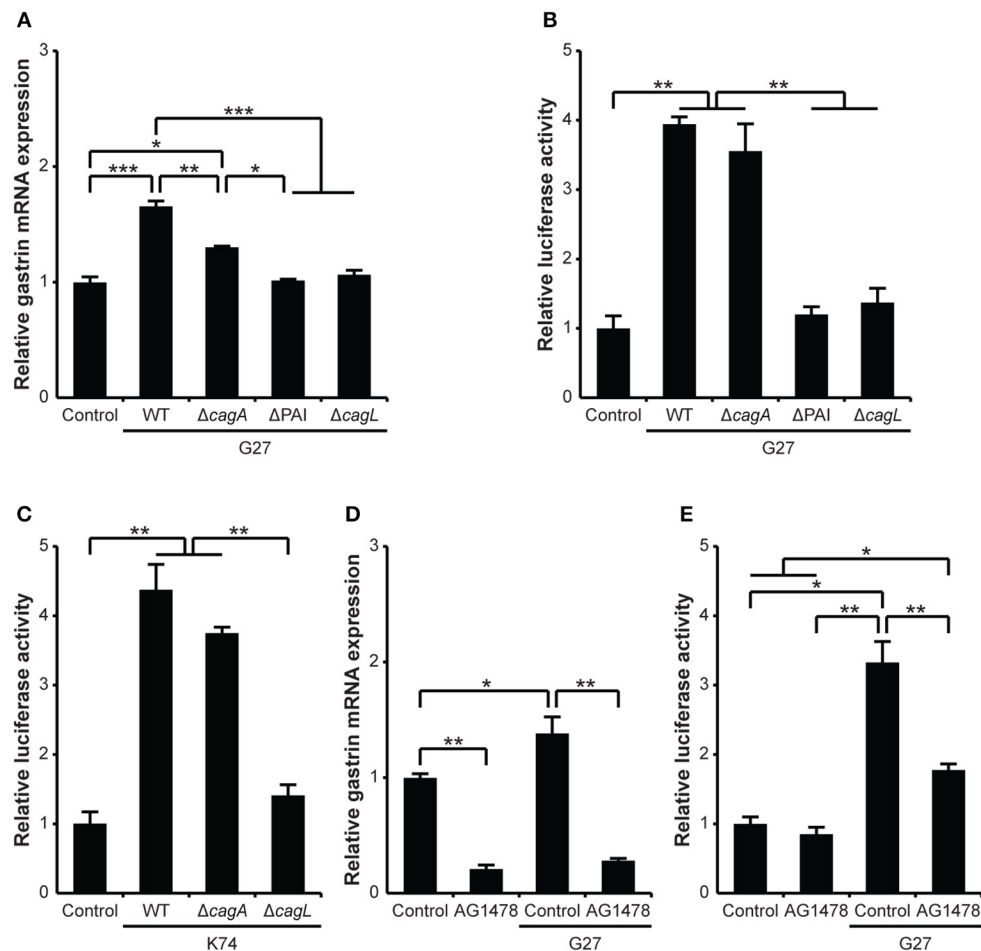 A
Relative gastrin mRNA expression
3
2
1
0
***
*
*** ** *
Control WT ΔcagA ΔPAI ΔcagL
G27
B
Relative luciferase activity
5
4
3
2
1
0
** **
Control WT ΔcagA ΔPAI ΔcagL
G27
C
Relative luciferase activity
5
4
3
2
1
0
** **
Control WT ΔcagA ΔcagL
K74
D
Relative gastrin mRNA expression
3
2
1
0
* **
**
Control AG1478 Control AG1478
G27
E
Relative luciferase activity
5
4
3
2
1
0
*
*
** **
Control AG1478 Control AG1478
G27